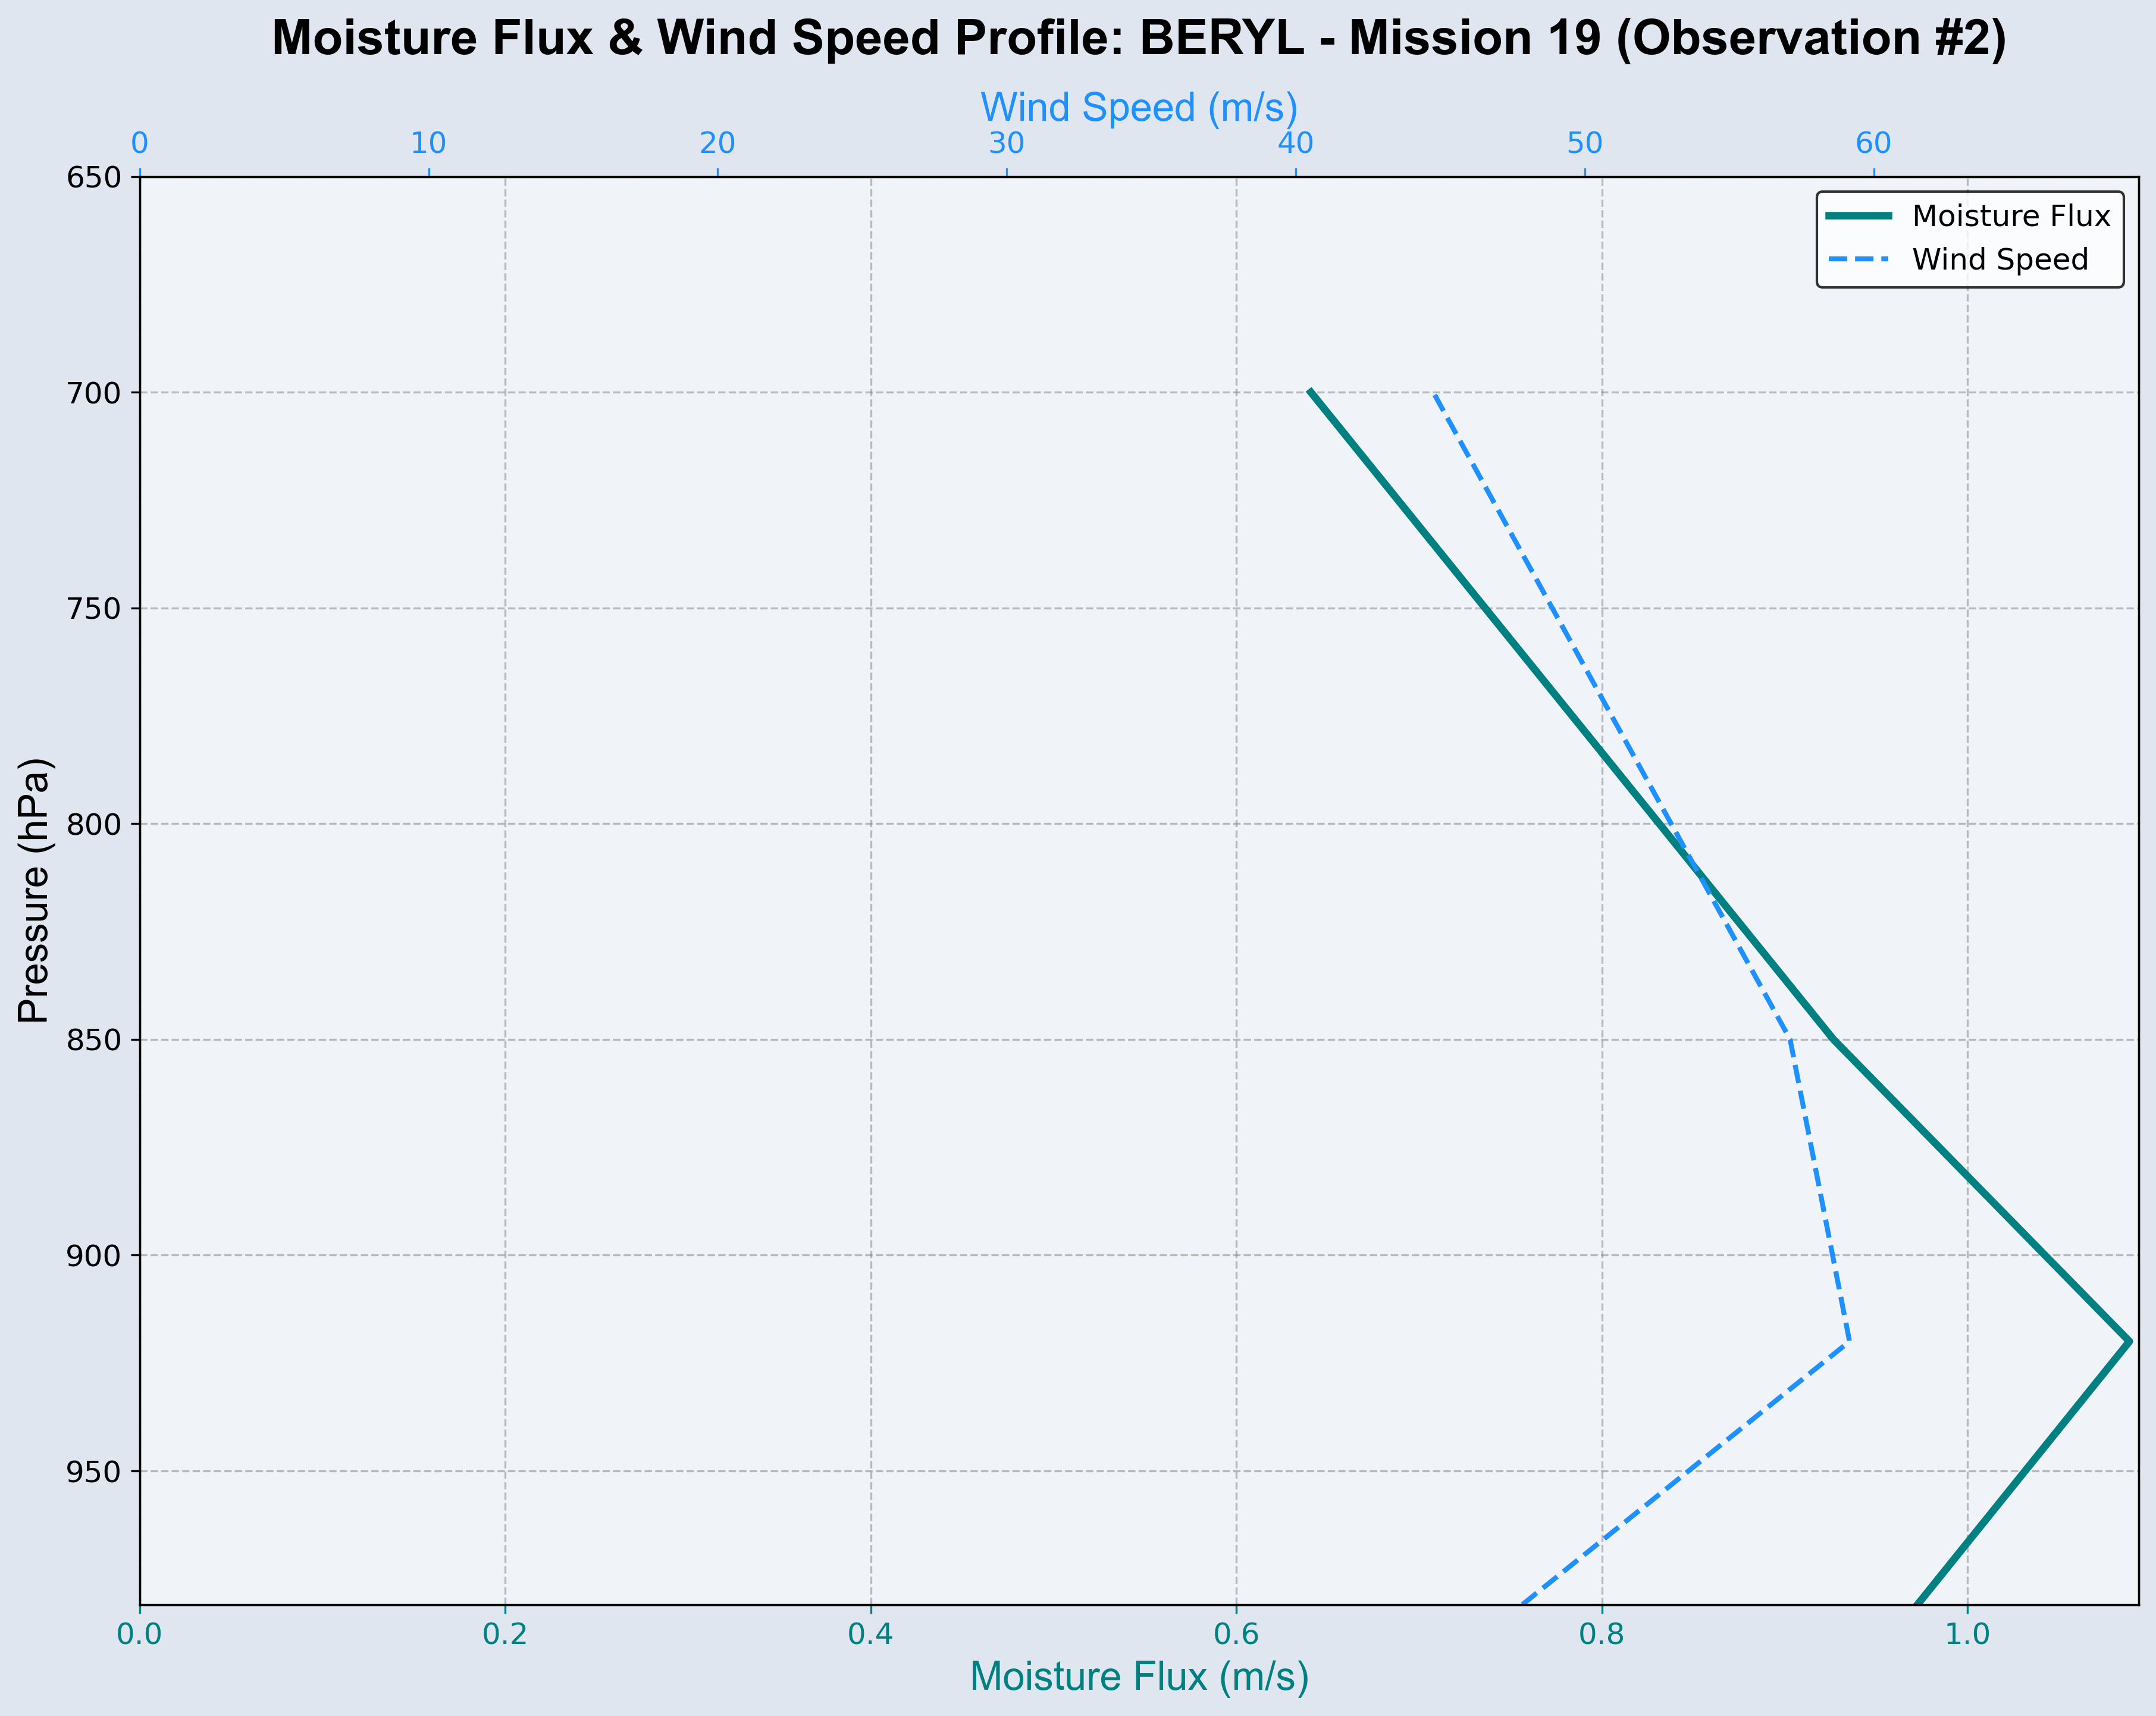 Moisture Flux & Wind Speed Profile: BERYL - Mission 19 (Observation #2)
Wind Speed (m/s)
0 10 20 30 40 50 60
Moisture Flux
Wind Speed
Pressure (hPa)
650
700
750
800
850
900
950
0.0 0.2 0.4 0.6 0.8 1.0
Moisture Flux (m/s)